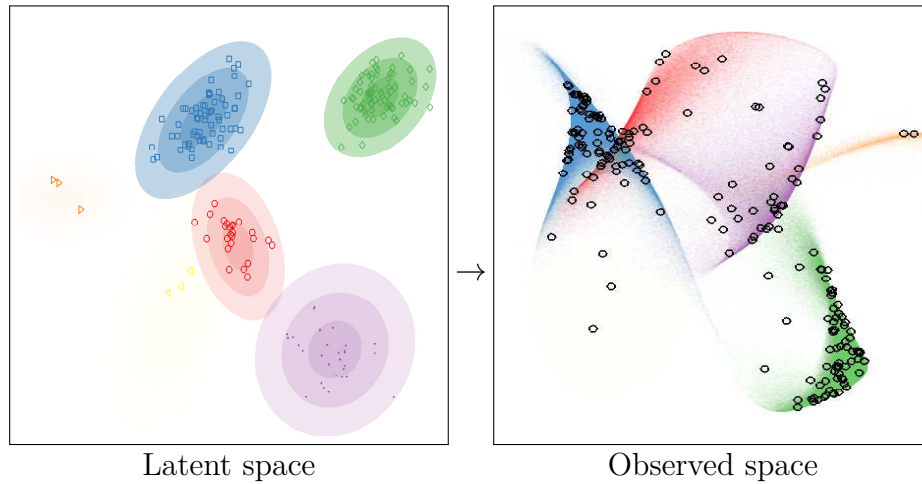 →
Latent space
Observed space